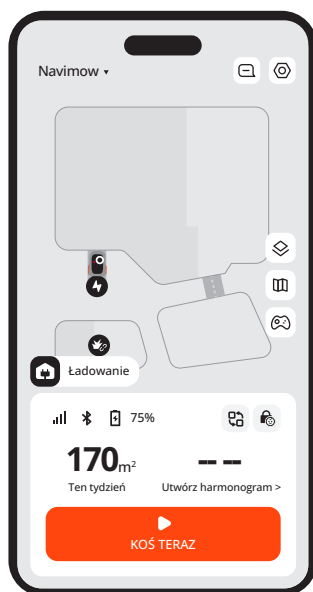 Navimow
Ładowanie
75%
170m²
-- --
Ten tydzień
Utwórz harmonogram >
KOŚ TERAZ